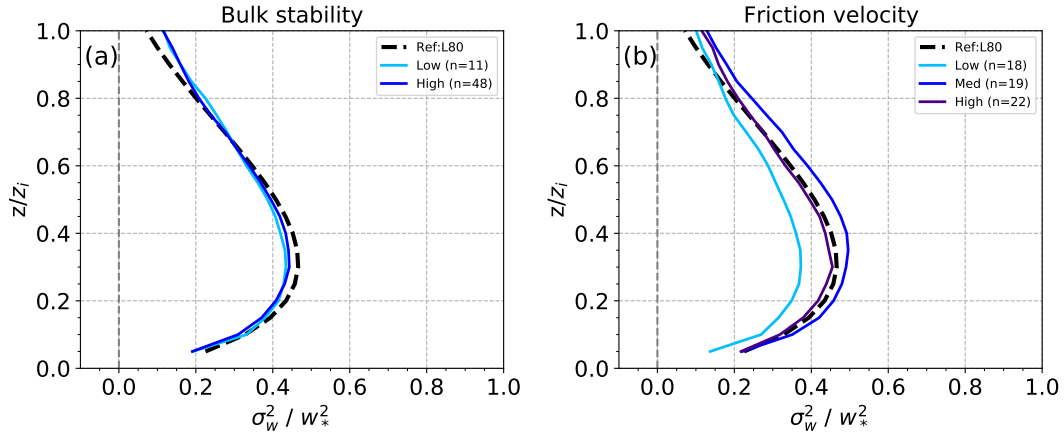 Bulk stability
(a)
Ref:L80
Low (n=11)
High (n=48)
1.0
0.8
0.6
0.4
0.2
0.0
z/z_i
0.0 0.2 0.4 0.6 0.8 1.0
σ_w^2 / w_*^2
Friction velocity
(b)
Ref:L80
Low (n=18)
Med (n=19)
High (n=22)
1.0
0.8
0.6
0.4
0.2
0.0
z/z_i
0.0 0.2 0.4 0.6 0.8 1.0
σ_w^2 / w_*^2